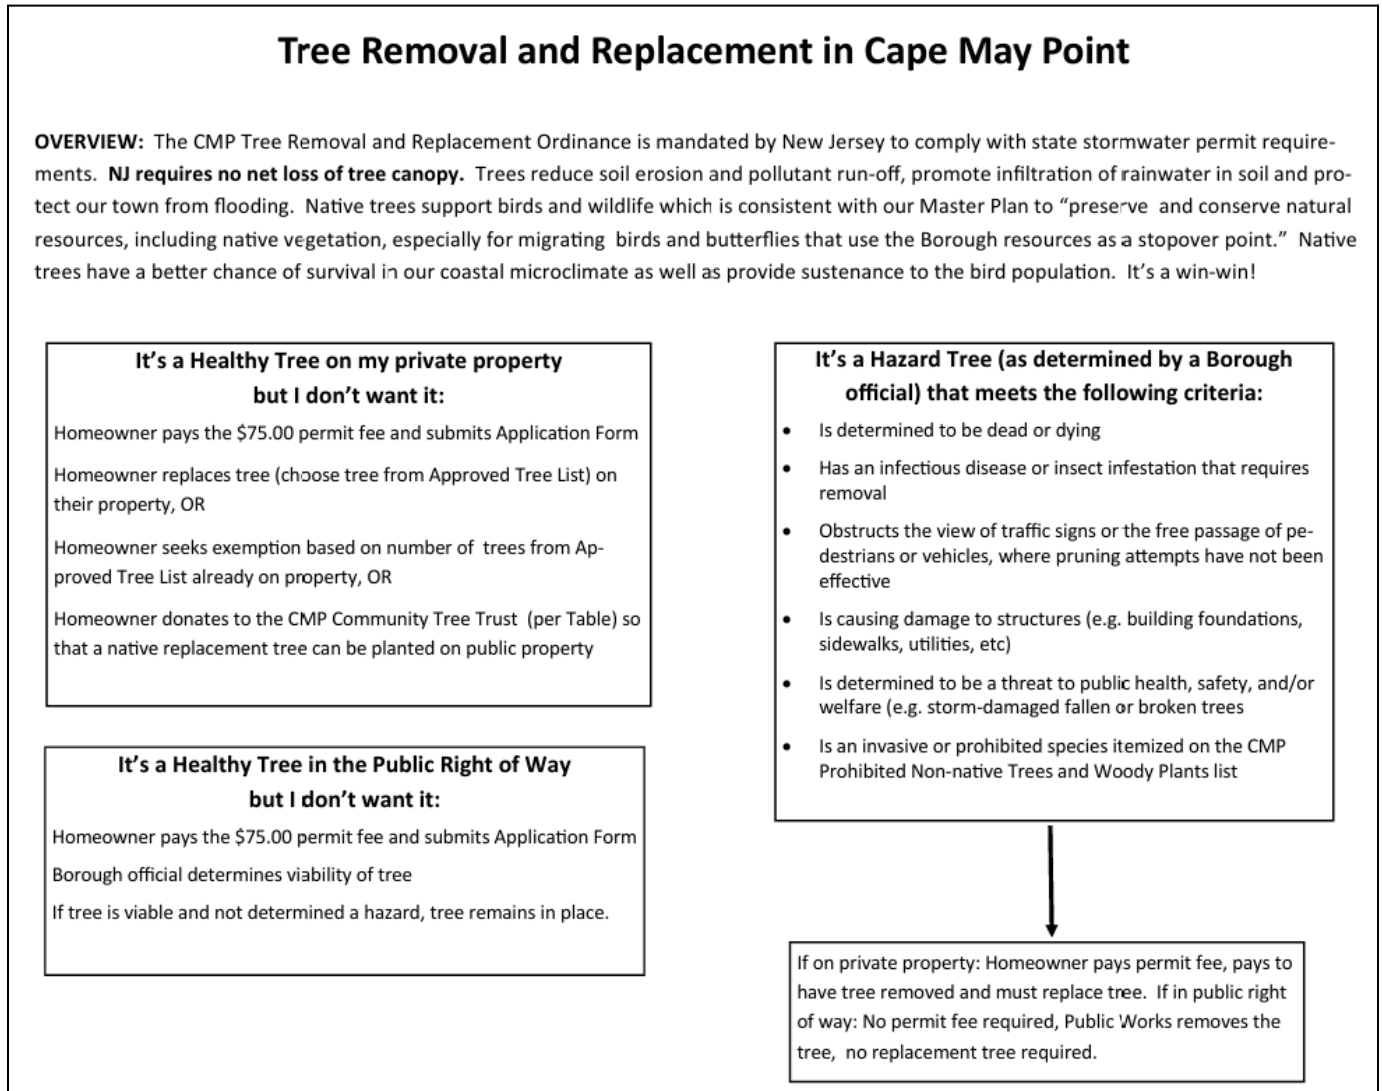 Tree Removal and Replacement in Cape May Point
OVERVIEW: The CMP Tree Removal and Replacement Ordinance is mandated by New Jersey to comply with state stormwater permit require-
ments. NJ requires no net loss of tree canopy. Trees reduce soil erosion and pollutant run-off, promote infiltration of rainwater in soil and pro-
tect our town from flooding. Native trees support birds and wildlife which is consistent with our Master Plan to “preserve and conserve natural
resources, including native vegetation, especially for migrating birds and butterflies that use the Borough resources as a stopover point.” Native
trees have a better chance of survival in our coastal microclimate as well as provide sustenance to the bird population. It’s a win-win!
It’s a Healthy Tree on my private property
but I don’t want it:
Homeowner pays the $75.00 permit fee and submits Application Form
Homeowner replaces tree (choose tree from Approved Tree List) on
their property, OR
Homeowner seeks exemption based on number of trees from Ap-
proved Tree List already on property, OR
Homeowner donates to the CMP Community Tree Trust (per Table) so
that a native replacement tree can be planted on public property
It’s a Healthy Tree in the Public Right of Way
but I don’t want it:
Homeowner pays the $75.00 permit fee and submits Application Form
Borough official determines viability of tree
If tree is viable and not determined a hazard, tree remains in place.
It’s a Hazard Tree (as determined by a Borough
official) that meets the following criteria:
• Is determined to be dead or dying
• Has an infectious disease or insect infestation that requires
removal
• Obstructs the view of traffic signs or the free passage of pe-
destrians or vehicles, where pruning attempts have not been
effective
• Is causing damage to structures (e.g. building foundations,
sidewalks, utilities, etc)
• Is determined to be a threat to public health, safety, and/or
welfare (e.g. storm-damaged fallen or broken trees
• Is an invasive or prohibited species itemized on the CMP
Prohibited Non-native Trees and Woody Plants list
If on private property: Homeowner pays permit fee, pays to
have tree removed and must replace tree. If in public right
of way: No permit fee required, Public Works removes the
tree, no replacement tree required.